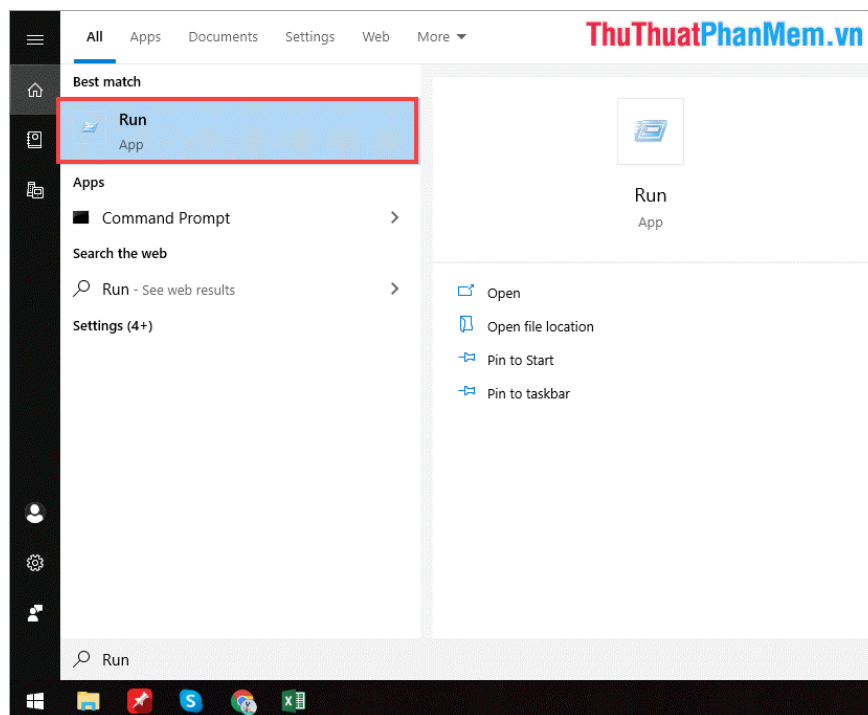 All Apps Documents Settings Web More
ThuThuatPhanMem.vn
Best match
Run
App
Apps
Command Prompt
Search the web
Run - See web results
Settings (4+)
Run
App
Open
Open file location
Pin to Start
Pin to taskbar
Run